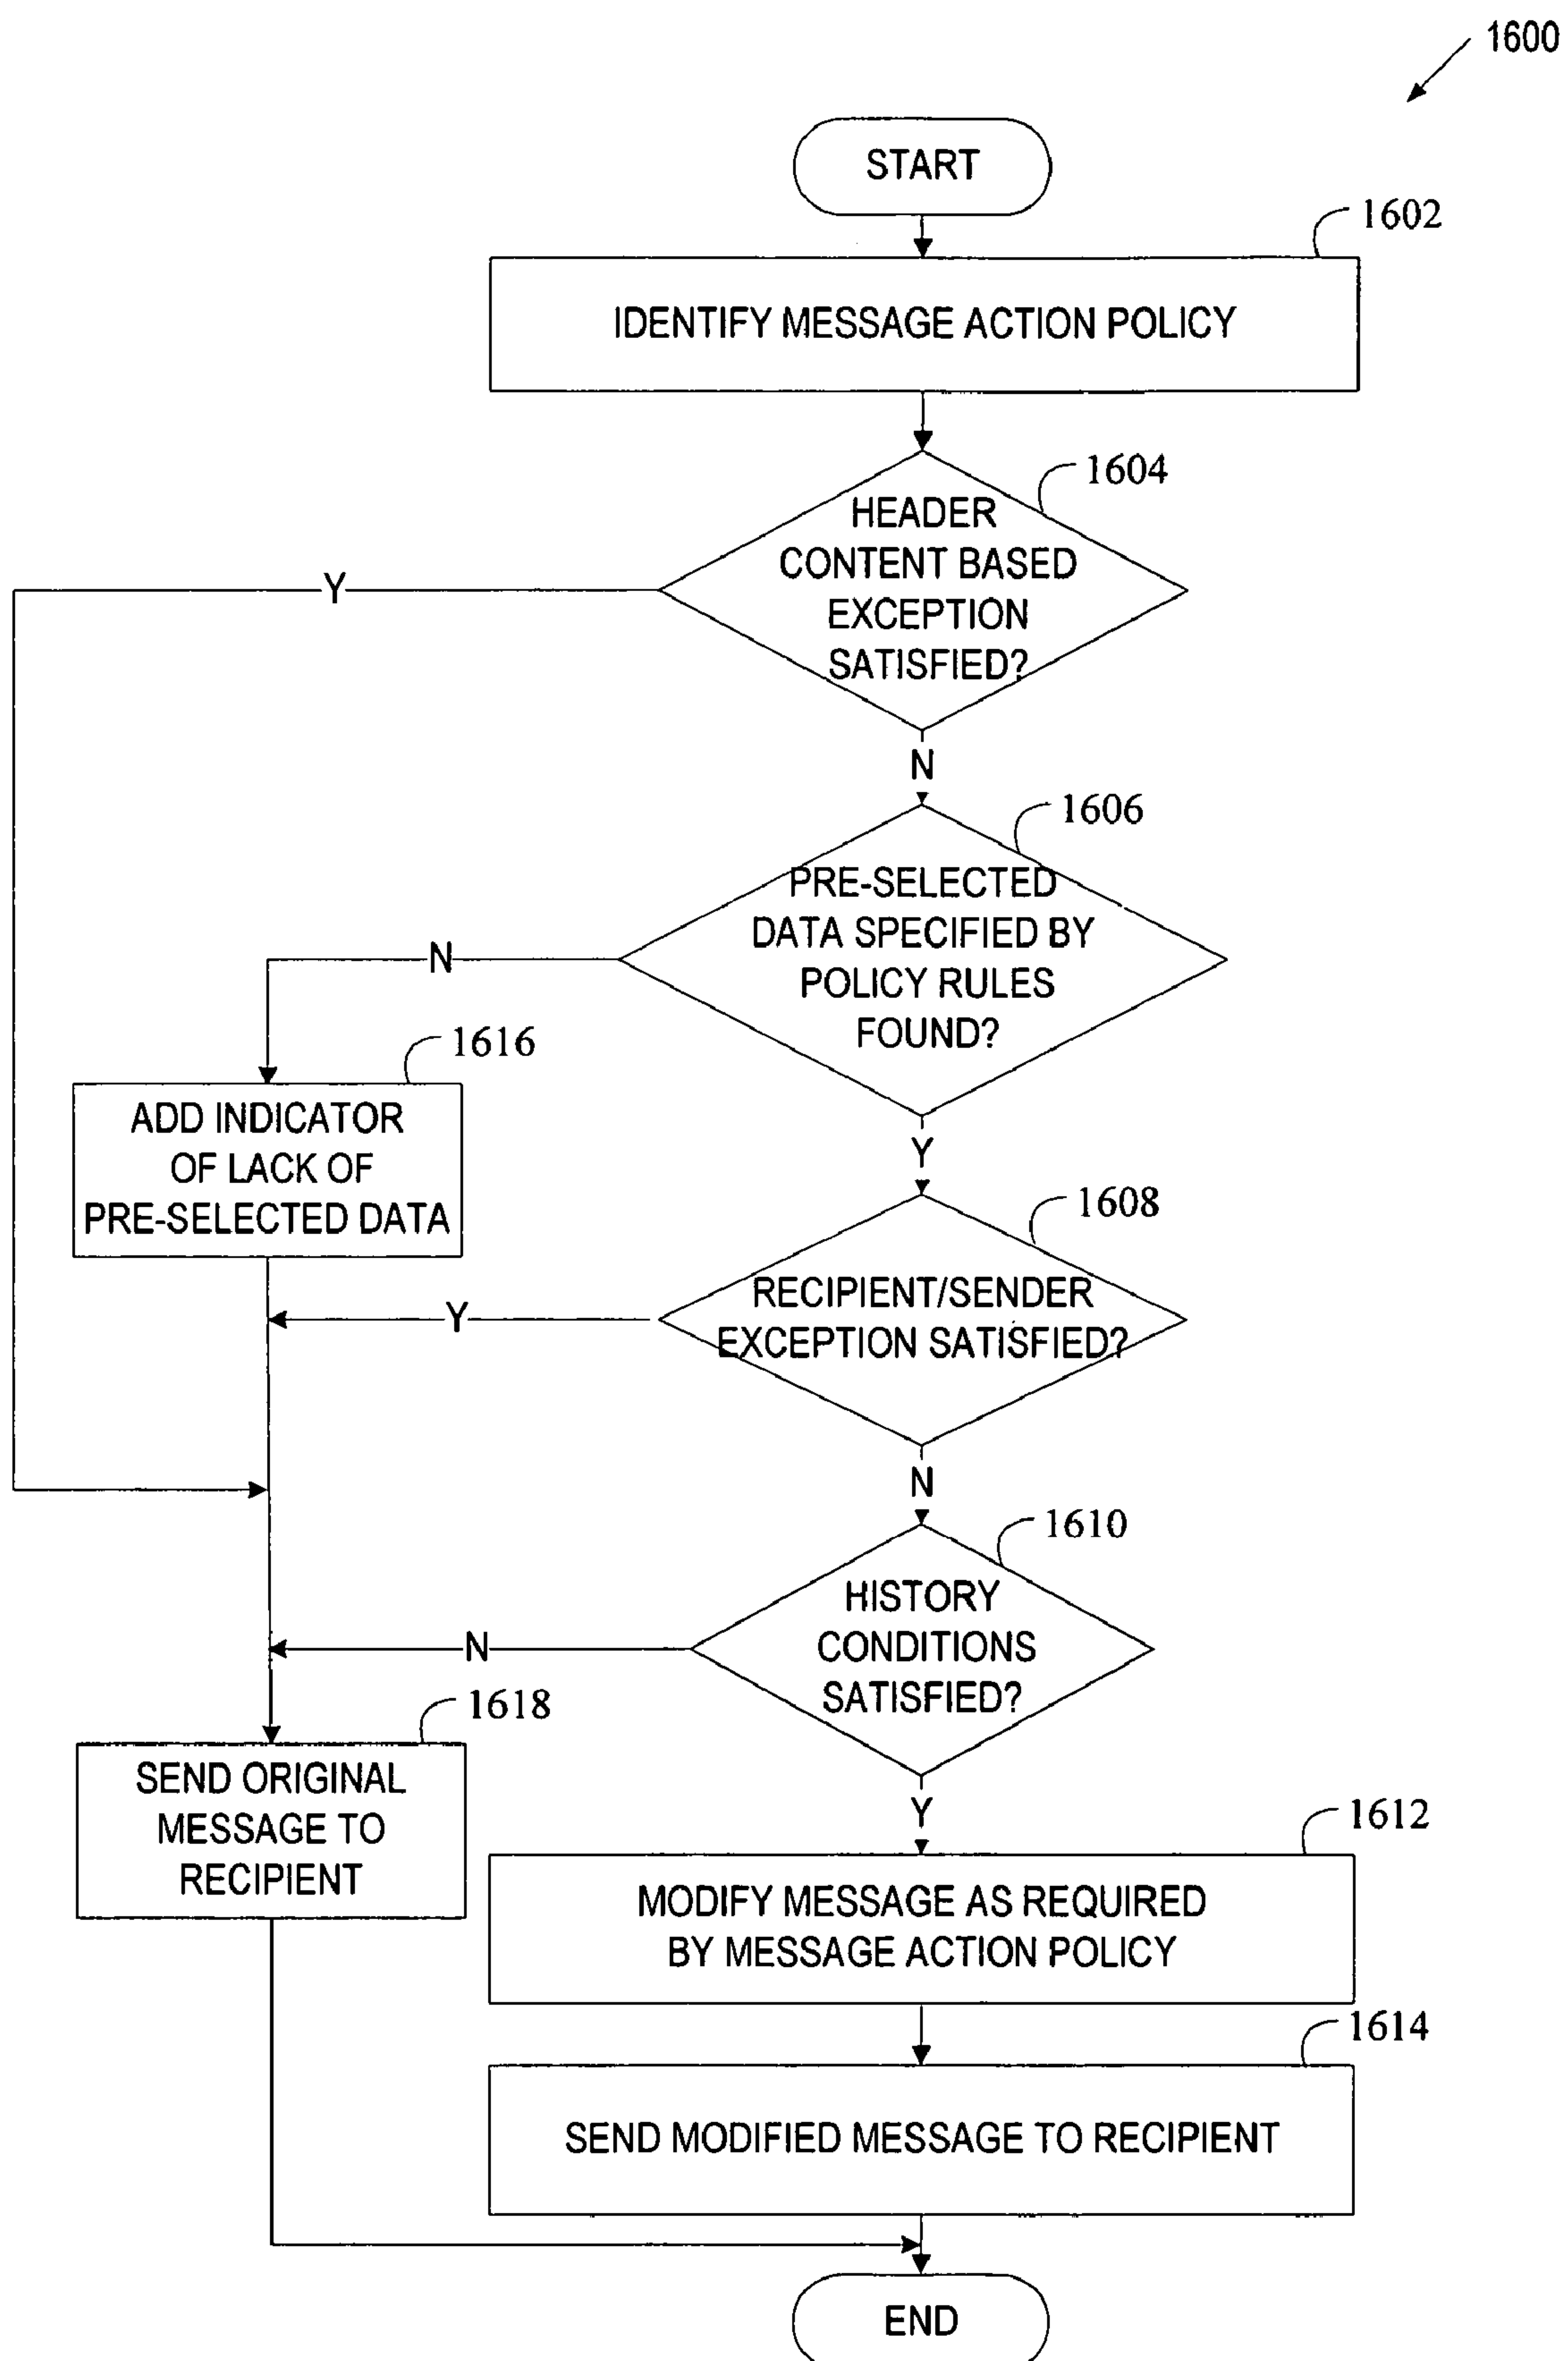 1600
START
1602
IDENTIFY MESSAGE ACTION POLICY
1604
HEADER
CONTENT BASED
EXCEPTION
SATISFIED?
Y
N
1606
PRE-SELECTED
DATA SPECIFIED BY
POLICY RULES
FOUND?
N
1616
ADD INDICATOR
OF LACK OF
PRE-SELECTED DATA
Y
1608
RECIPIENT/SENDER
EXCEPTION SATISFIED?
Y
N
1610
HISTORY
CONDITIONS
SATISFIED?
N
1618
SEND ORIGINAL
MESSAGE TO
RECIPIENT
Y
1612
MODIFY MESSAGE AS REQUIRED
BY MESSAGE ACTION POLICY
1614
SEND MODIFIED MESSAGE TO RECIPIENT
END